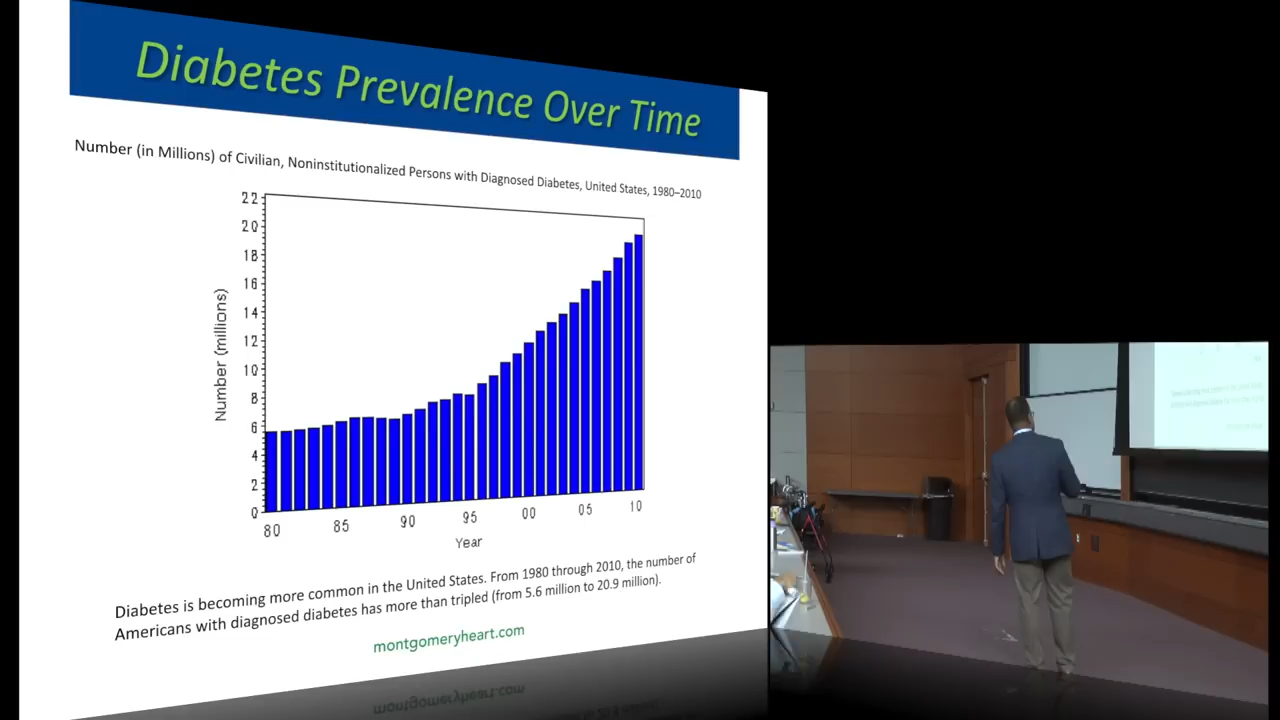 Diabetes Prevalence Over Time
Number (in Millions) of Civilian, Noninstitutionalized Persons with Diagnosed Diabetes, United States, 1980–2010
22
20
18
16
14
12
10
8
6
4
2
0
Number (millions)
80 85 90 95 00 05 10
Year
Diabetes is becoming more common in the United States. From 1980 through 2010, the number of
Americans with diagnosed diabetes has more than tripled (from 5.6 million to 20.9 million).
montgomeryheart.com